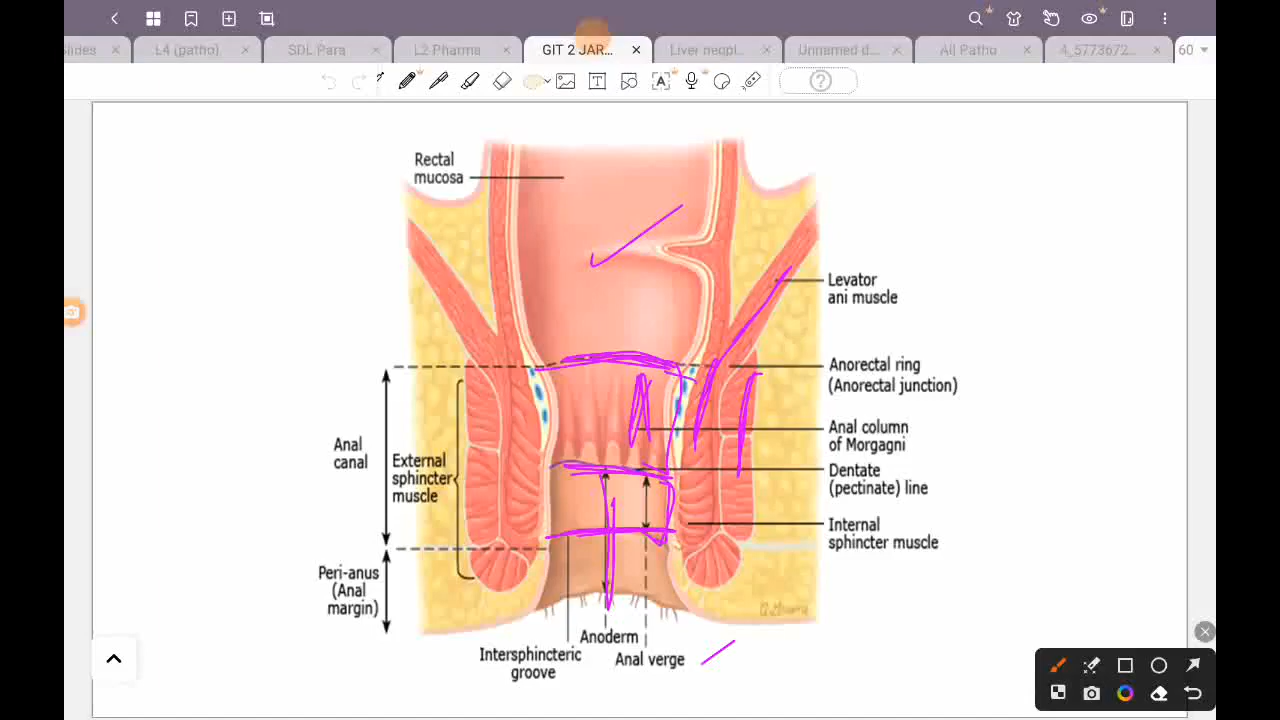 Slides
L4 (patho)
SDL Para
L2 Pharma
GIT 2 JAR...
Liver neopl...
Unnamed d...
All Patho
4_5773672...
60
Rectal
mucosa
Levator
ani muscle
Anorectal ring
(Anorectal junction)
Anal
canal
External
sphincter
muscle
Anal column
of Morgagni
Dentate
(pectinate) line
Internal
sphincter muscle
Peri-anus
(Anal
margin)
Anoderm
Intersphincteric
groove
Anal verge